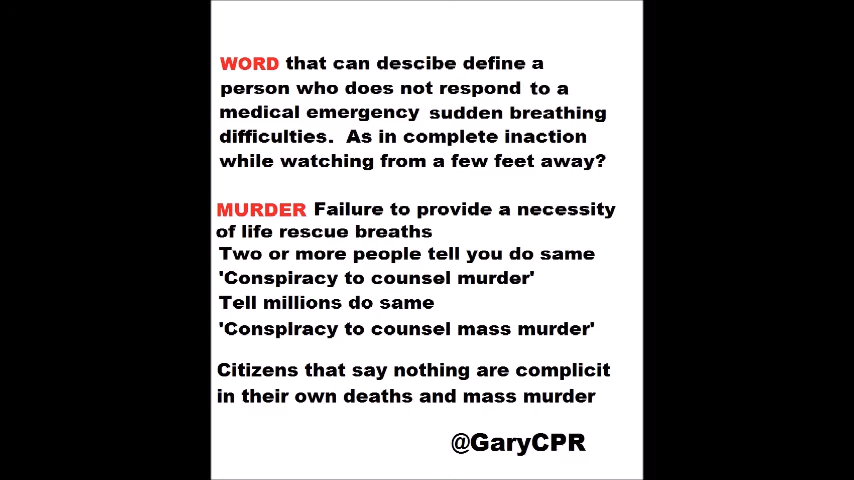 WORD that can descibe define a
person who does not respond to a
medical emergency sudden breathing
difficulties. As in complete inaction
while watching from a few feet away?
MURDER Failure to provide a necessity
of life rescue breaths
Two or more people tell you do same
'Conspiracy to counsel murder'
Tell millions do same
'Conspiracy to counsel mass murder'
Citizens that say nothing are complicit
in their own deaths and mass murder
@GaryCPR